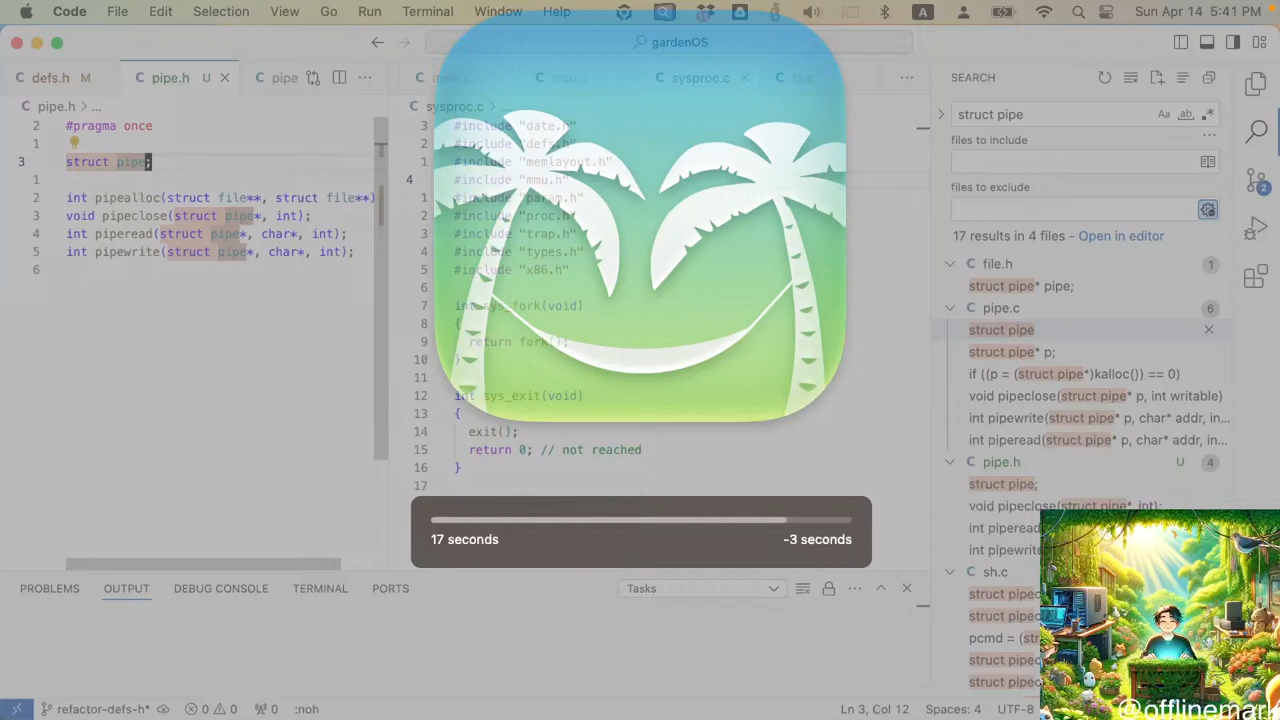 Code File Edit Selection View Go Run Terminal Window Help A Sun Apr 14 5:41 PM
gardenOS
C defs.h M C pipe.h U C pipe
sysproc.c
SEARCH
C pipe.h > ...
C sysproc.c > ...
struct pipe Aa ab
files to include
files to exclude
17 results in 4 files - Open in editor
2 #pragma once
3 struct pipe;
1
2 int pipealloc(struct file**, struct file**)
3 void pipeclose(struct pipe*, int);
4 int piperead(struct pipe*, char*, int);
5 int pipewrite(struct pipe*, char*, int);
6
3 #include "date.h"
2 #include "defs.h"
1 #include "memlayout.h"
4 #include "mmu.h"
1 #include "param.h"
2 #include "proc.h"
3 #include "trap.h"
4 #include "types.h"
5 #include "x86.h"
6
7 int sys_fork(void)
8 {
9 return fork();
10 }
11
12 int sys_exit(void)
13 {
14 exit();
15 return 0; // not reached
16 }
17
C file.h 1
struct pipe* pipe;
C pipe.c 6
struct pipe
struct pipe* p;
if ((p = (struct pipe*)kalloc()) == 0)
void pipeclose(struct pipe* p, int writable)
int pipewrite(struct pipe* p, char* addr, in...
int piperead(struct pipe* p, char* addr, in...
C pipe.h U 4
struct pipe;
void pipeclose(struct pipe*, int);
int piperead
int pipewrit
C sh.c
struct pipec
struct pipec
pcmd = (str
struct pipec
struct pipec
2
17 seconds -3 seconds
PROBLEMS OUTPUT DEBUG CONSOLE TERMINAL PORTS Tasks
refactor-defs-h* 0 0 0 :noh Ln 3, Col 12 Spaces: 4 UTF-8
@offlinemark